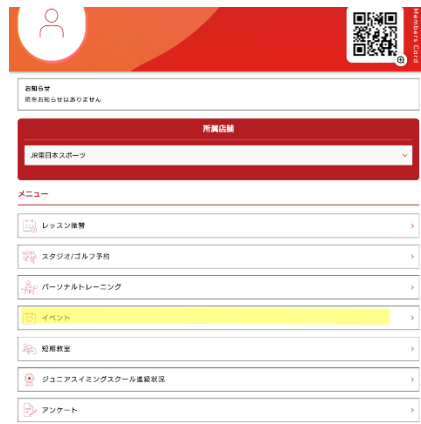 Members Card
お知らせ
現在お知らせはありません
所属店舗
JR東日本スポーツ
メニュー
レッスン振替
スタジオ/ゴルフ予約
パーソナルトレーニング
イベント
短期教室
ジュニアスイミングスクール進級状況
アンケート